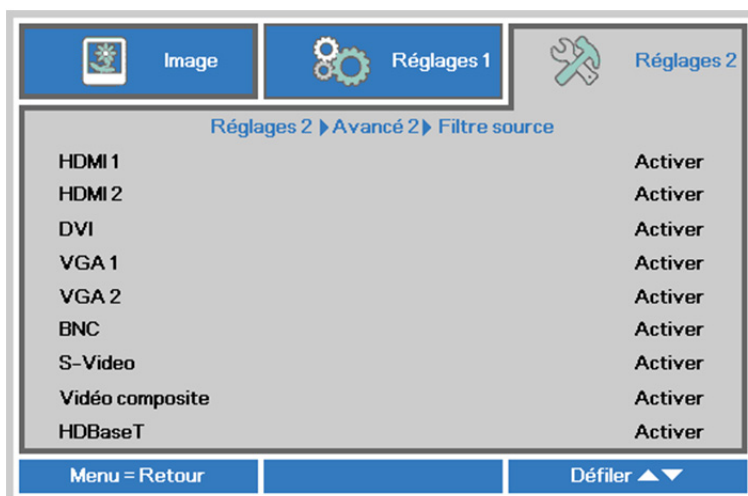 Image Réglages 1 Réglages 2
Réglages 2 ▶ Avancé 2 ▶ Filtre source
HDMI 1 Activer
HDMI 2 Activer
DVI Activer
VGA 1 Activer
VGA 2 Activer
BNC Activer
S-Video Activer
Vidéo composite Activer
HDBaseT Activer
Menu = Retour Défiler ▲▼